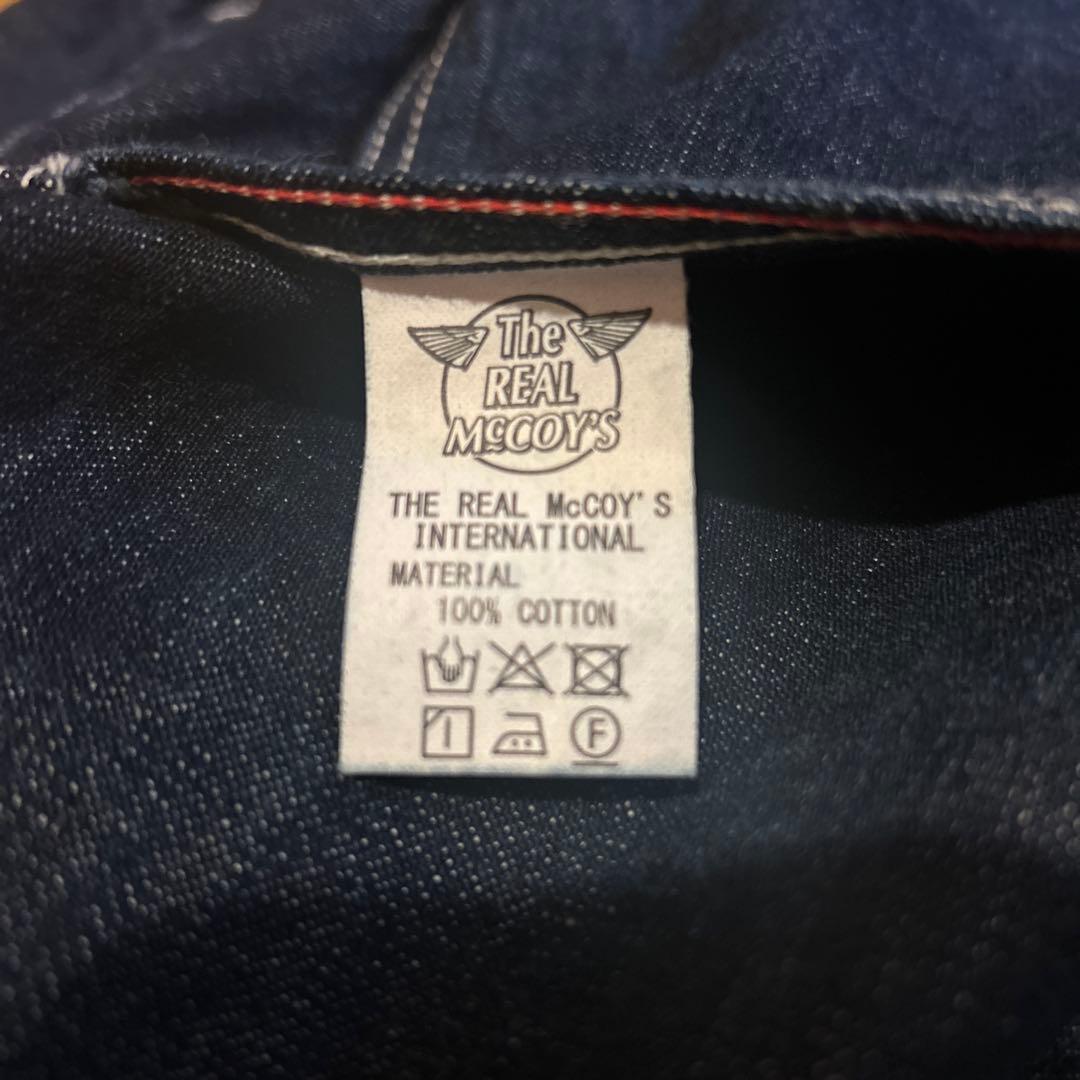 The
REAL
McCOY'S
THE REAL McCOY'S
INTERNATIONAL
MATERIAL
100% COTTON
F